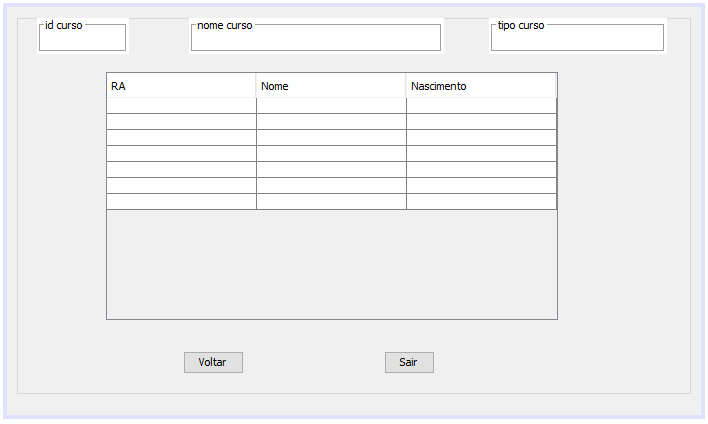 id curso nome curso tipo curso
RA Nome Nascimento
Voltar Sair